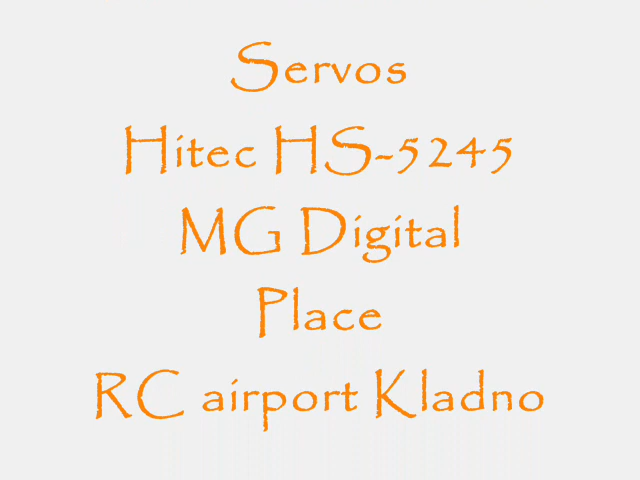 Servos
Hitec HS-5245
MG Digital
Place
RC airport Kladno